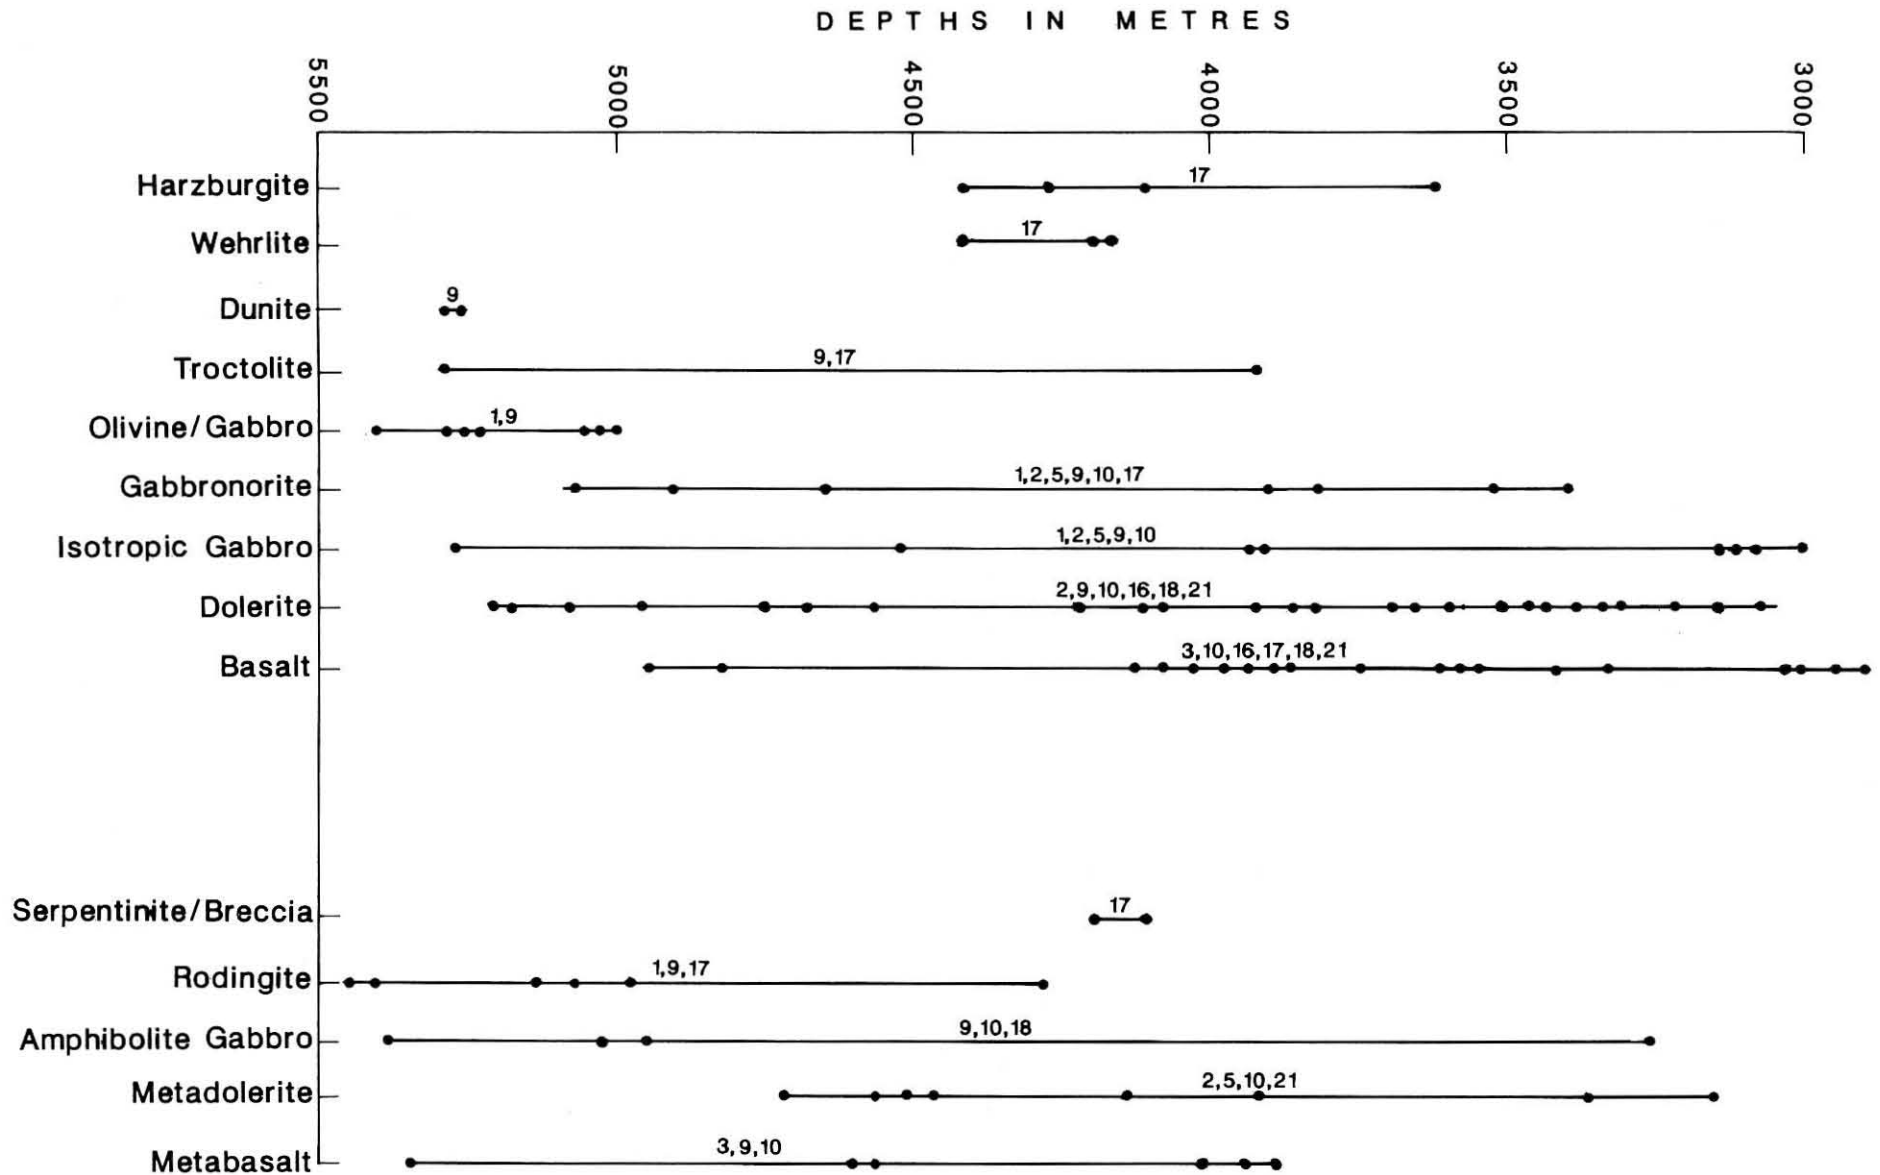 DEPTHS IN METRES
5500 5000 4500 4000 3500 3000
Harzburgite 17
Wehrlite 17
Dunite 9
Troctolite 9,17
Olivine/Gabbro 1,9
Gabbronorite 1,2,5,9,10,17
Isotropic Gabbro 1,2,5,9,10
Dolerite 2,9,10,16,18,21
Basalt 3,10,16,17,18,21
Serpentinite/Breccia 17
Rodingite 1,9,17
Amphibolite Gabbro 9,10,18
Metadolerite 2,5,10,21
Metabasalt 3,9,10